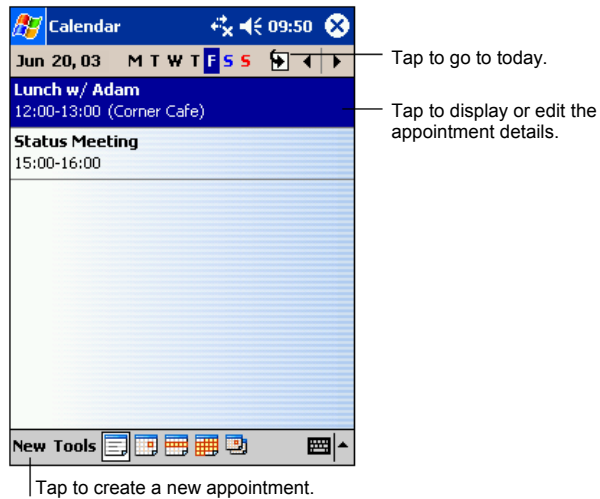 Calendar 09:50
Jun 20, 03 M T W T F S S
Tap to go to today.
Lunch w/ Adam
12:00-13:00 (Corner Cafe)
Tap to display or edit the
appointment details.
Status Meeting
15:00-16:00
New Tools
Tap to create a new appointment.